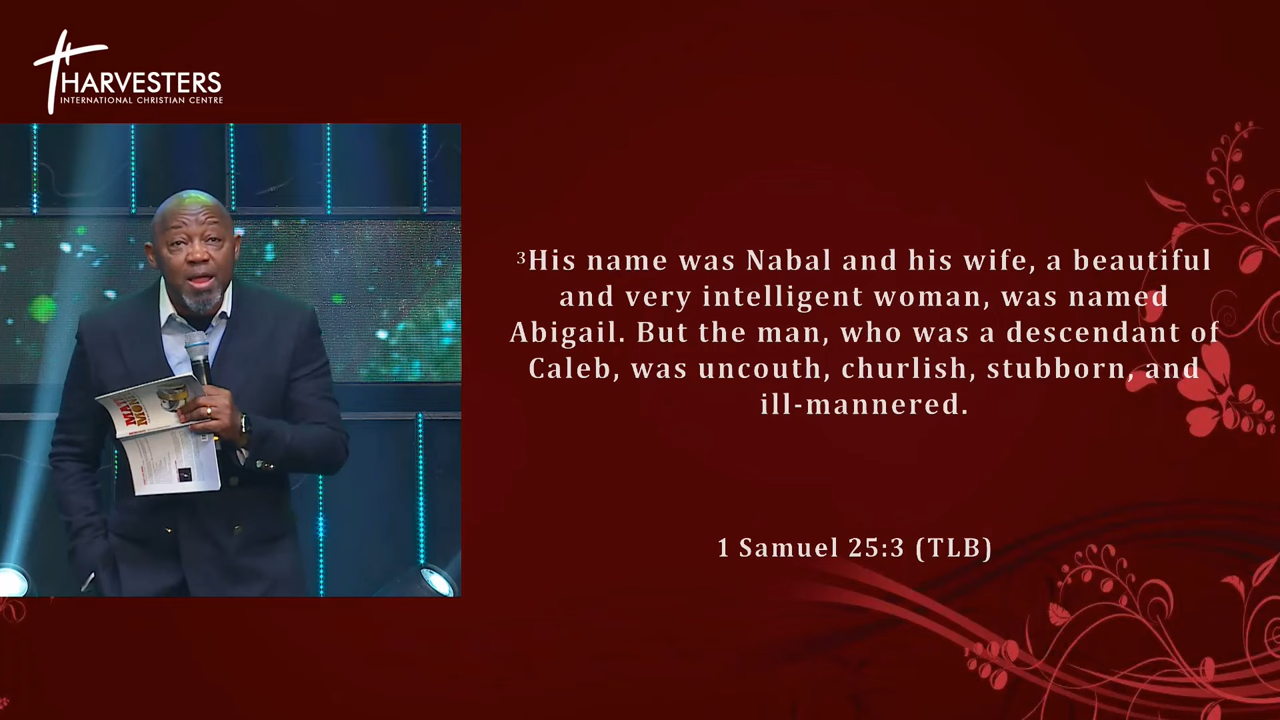 HARVESTERS
INTERNATIONAL CHRISTIAN CENTRE
³His name was Nabal and his wife, a beautiful
and very intelligent woman, was named
Abigail. But the man, who was a descendant of
Caleb, was uncouth, churlish, stubborn, and
ill-mannered.
1 Samuel 25:3 (TLB)